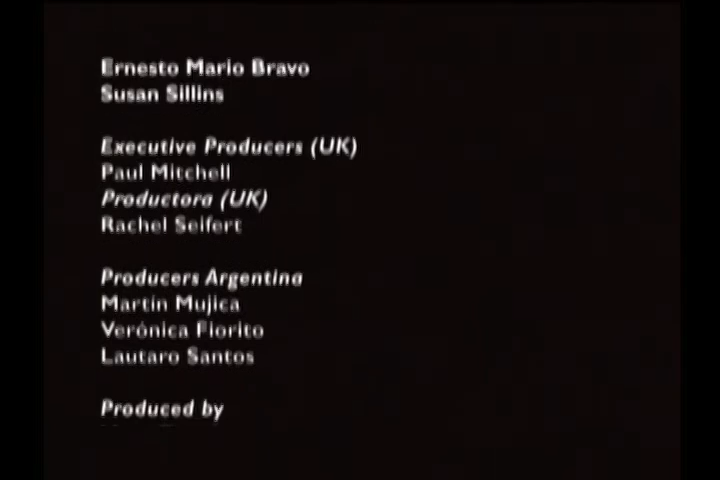 Ernesto Mario Bravo
Susan Sillins
Executive Producers (UK)
Paul Mitchell
Productora (UK)
Rachel Seifert
Producers Argentina
Martín Mujica
Verónica Fiorito
Lautaro Santos
Produced by